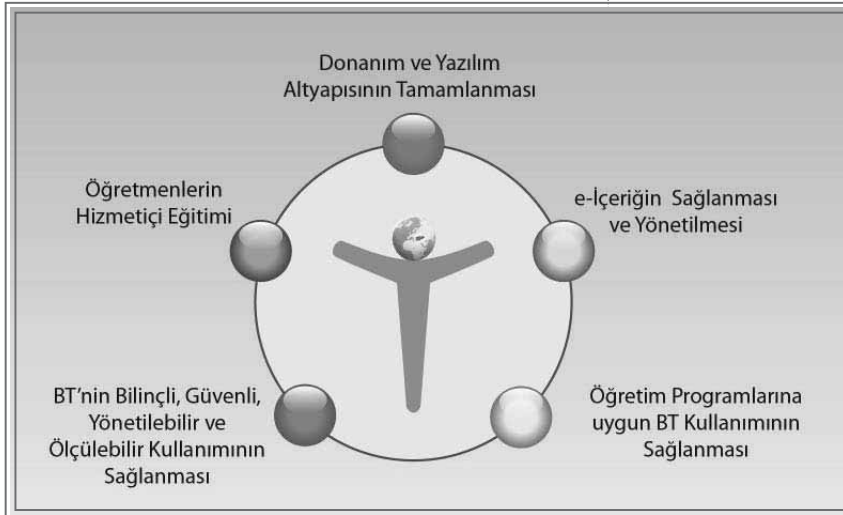 Donanım ve Yazılım
Altyapısının Tamamlanması
Öğretmenlerin
Hizmetiçi Eğitimi
e-İçeriğin Sağlanması
ve Yönetilmesi
BT'nin Bilinçli, Güvenli,
Yönetilebilir ve
Ölçülebilir Kullanımının
Sağlanması
Öğretim Programlarına
uygun BT Kullanımının
Sağlanması